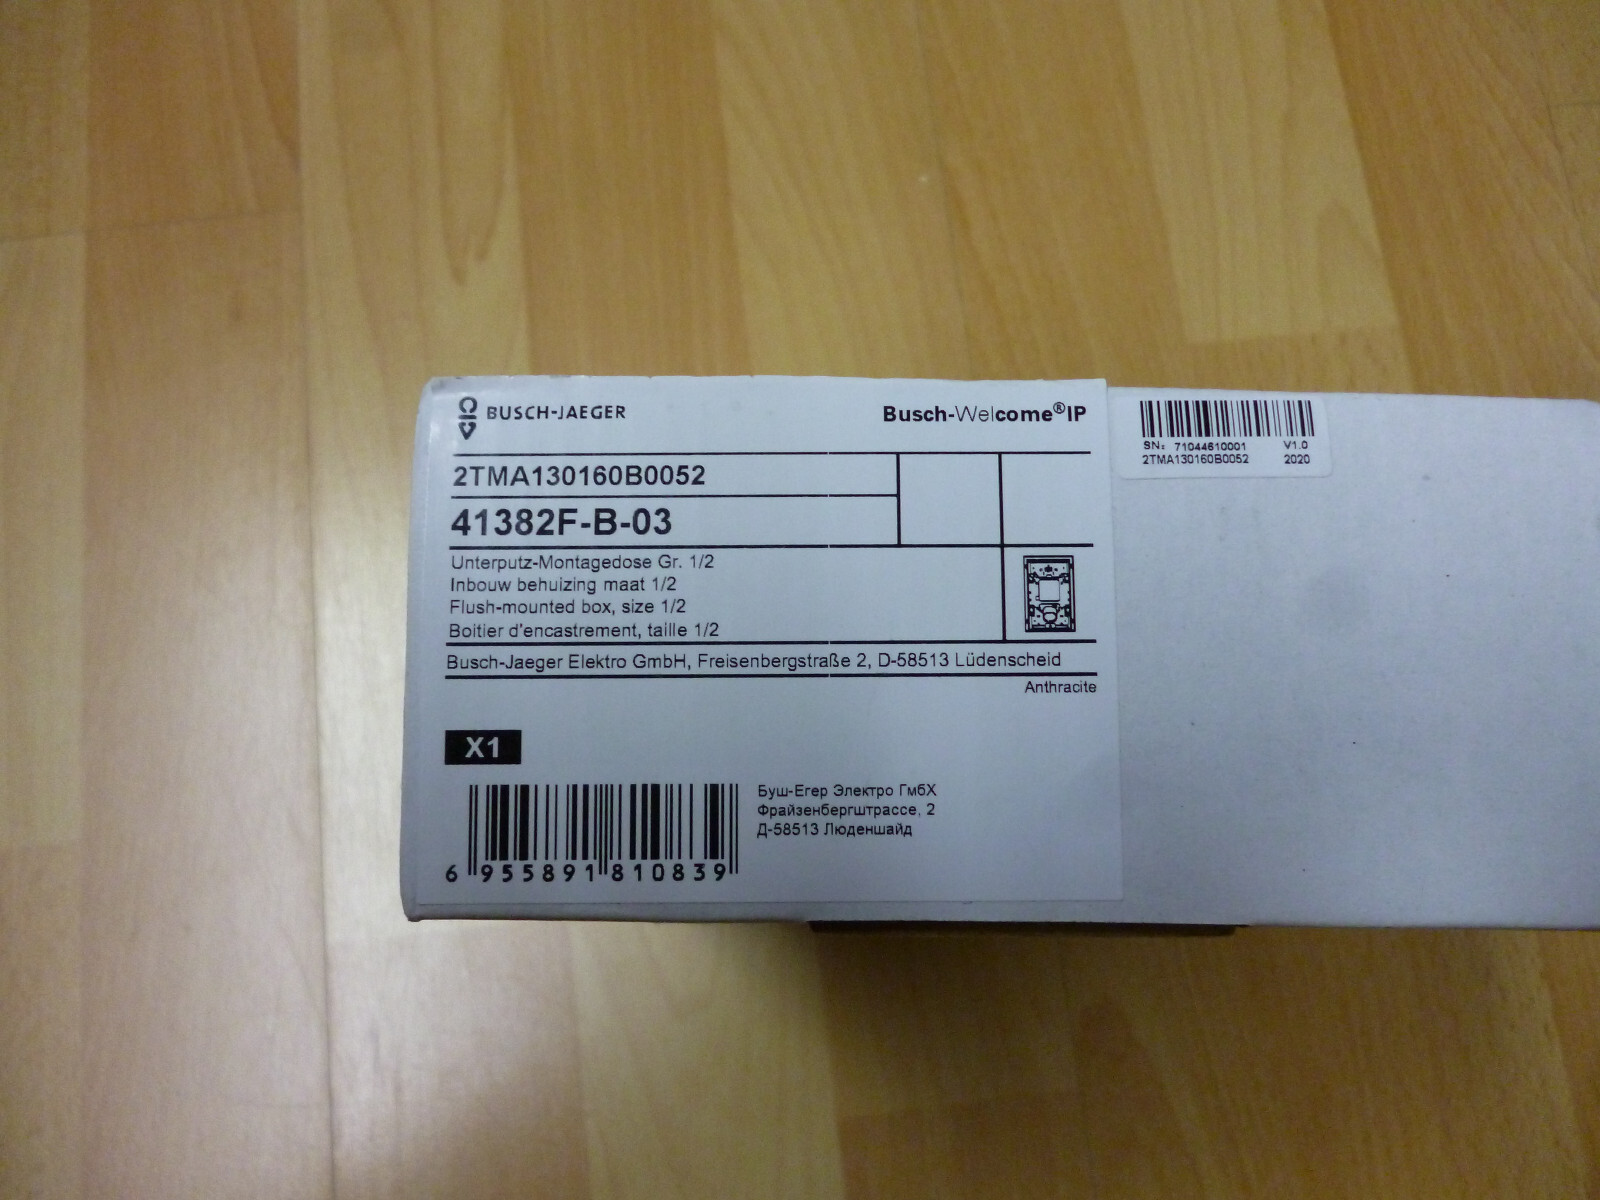 BUSCH-JAEGER
Busch-Welcome®IP
2TMA130160B0052
41382F-B-03
Unterputz-Montagedose Gr. 1/2
Inbouw behuizing maat 1/2
Flush-mounted box, size 1/2
Boitier d'encastrement, taille 1/2
Busch-Jaeger Elektro GmbH, Freisenbergstraße 2, D-58513 Lüdenscheid
Anthracite
X1
6 955891 810839
Буш-Егер Электро ГмбХ
Фрайзенбергштрассе, 2
Д-58513 Люденшайд
SN: 71044610001 V1.0
2TMA130160B0052 2020